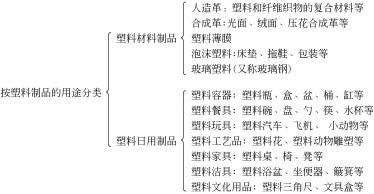 按塑料制品的用途分类
塑料材料制品
人造革：塑料和纤维织物的复合材料等
合成革:光面、绒面、压花合成革等
塑料薄膜
泡沫塑料:床垫、拖鞋、包装等
玻璃塑料(又称玻璃钢)
塑料日用制品
塑料容器：塑料瓶、盒、盆、桶、缸等
塑料餐具：塑料碗、盘、勺、筷、水杯等
塑料玩具：塑料汽车、飞机、小动物等
塑料工艺品：塑料花、塑料动物雕塑等
塑料家具：塑料桌、椅、凳等
塑料洁具：塑料浴盆、坐便器、簸箕等
塑料文化用品：塑料三角尺、文具盒等